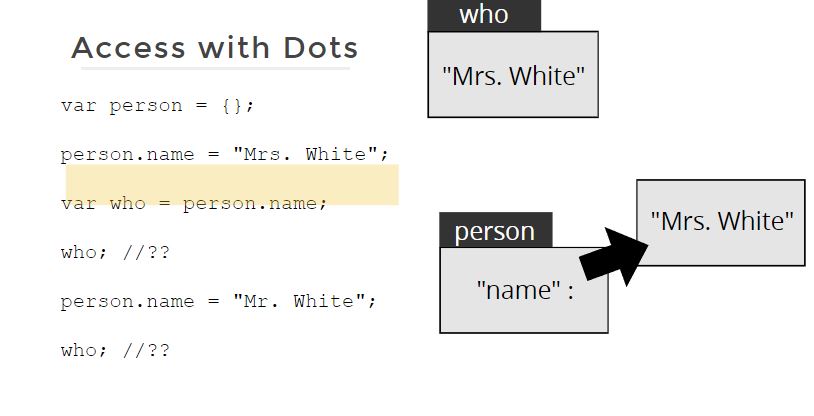 Access with Dots
var person = {};
person.name = "Mrs. White";
var who = person.name;
who; //??
person.name = "Mr. White";
who; //??
who
"Mrs. White"
person
"name" :
"Mrs. White"